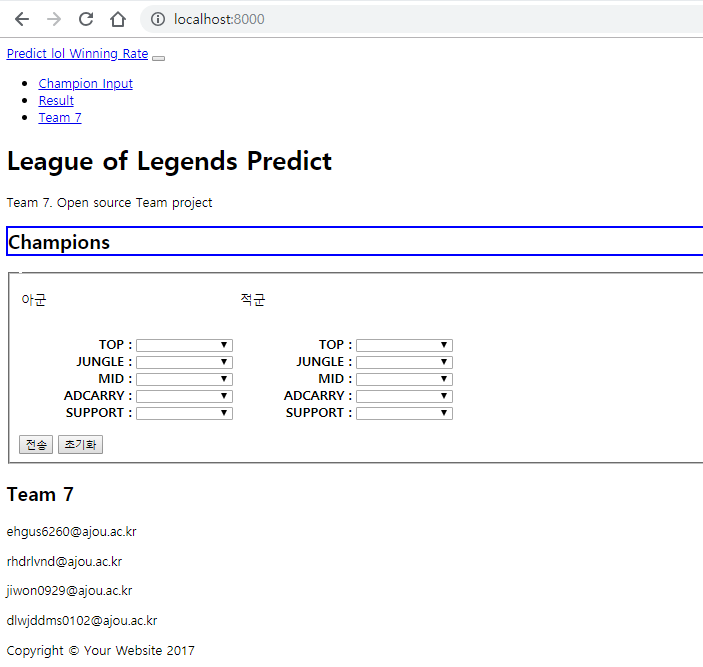 localhost:8000
Predict lol Winning Rate
Champion Input
Result
Team 7
League of Legends Predict
Team 7. Open source Team project
Champions
아군 적군
TOP : TOP :
JUNGLE : JUNGLE :
MID : MID :
ADCARRY : ADCARRY :
SUPPORT : SUPPORT :
전송 초기화
Team 7
ehgus6260@ajou.ac.kr
rhdrlvnd@ajou.ac.kr
jiwon0929@ajou.ac.kr
dlwjddms0102@ajou.ac.kr
Copyright © Your Website 2017